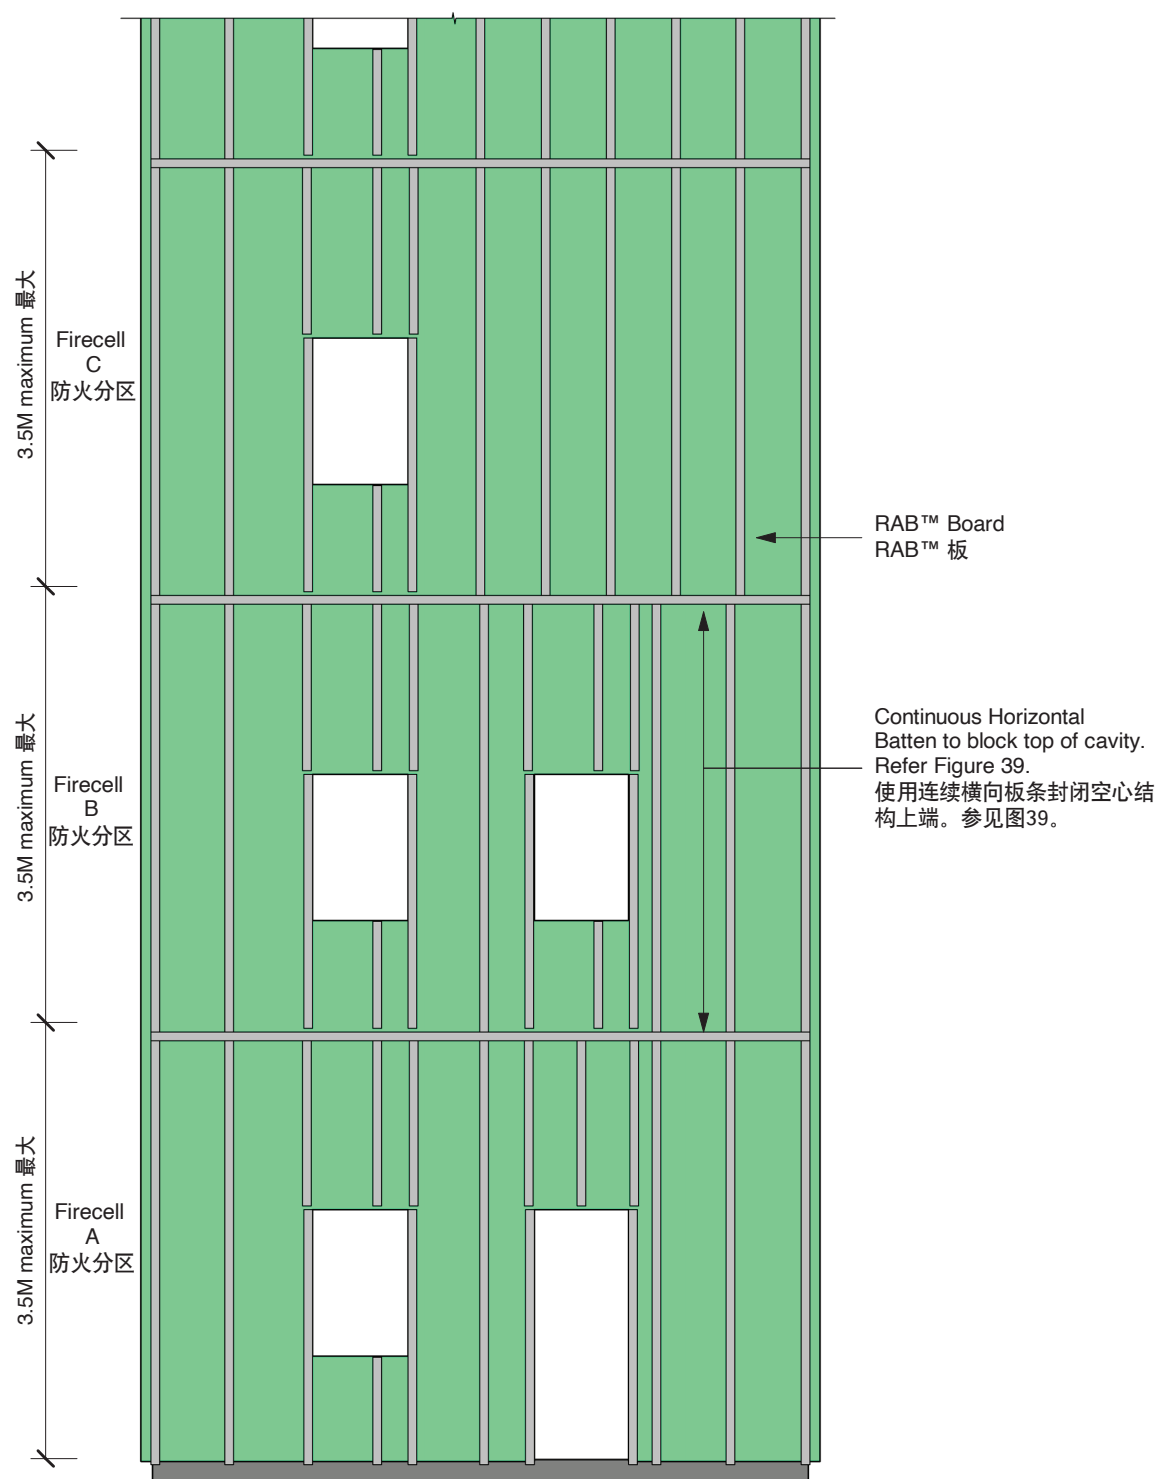 3.5M maximum 最大
Firecell
C
防火分区
RAB™ Board
RAB™ 板
3.5M maximum 最大
Firecell
B
防火分区
Continuous Horizontal
Batten to block top of cavity.
Refer Figure 39.
使用连续横向板条封闭空心结
构上端。参见图39。
3.5M maximum 最大
Firecell
A
防火分区